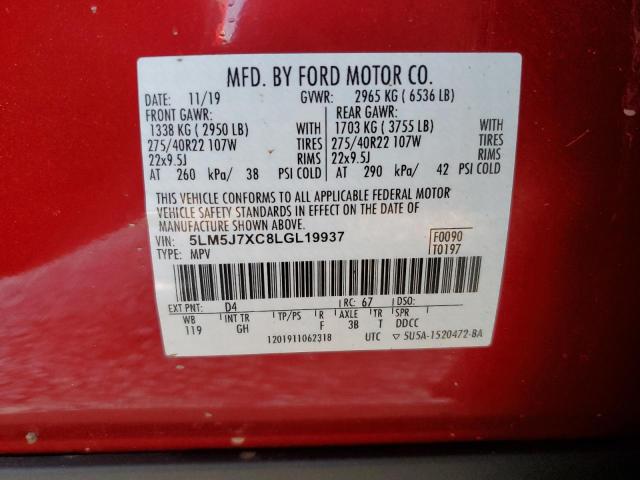 MFD. BY FORD MOTOR CO.
DATE: 11/19 GVWR: 2965 KG ( 6536 LB)
FRONT GAWR: REAR GAWR:
1338 KG ( 2950 LB) WITH 1703 KG ( 3755 LB) WITH
275/40R22 107W TIRES 275/40R22 107W TIRES
22x9.5J RIMS 22x9.5J RIMS
AT 260 kPa/ 38 PSI COLD AT 290 kPa/ 42 PSI COLD
THIS VEHICLE CONFORMS TO ALL APPLICABLE FEDERAL MOTOR
VEHICLE SAFETY STANDARDS IN EFFECT ON THE DATE OF
MANUFACTURE SHOWN ABOVE.
VIN: 5LM5J7XC8LGL19937 F0090
TYPE: MPV T0197
EXT PNT: D4 RC: 67 DSO:
WB INT TR TP/PS R AXLE TR SPR
119 GH F 3B T DDCC
1201911062318 UTC ▽ 5U5A-1520472-BA